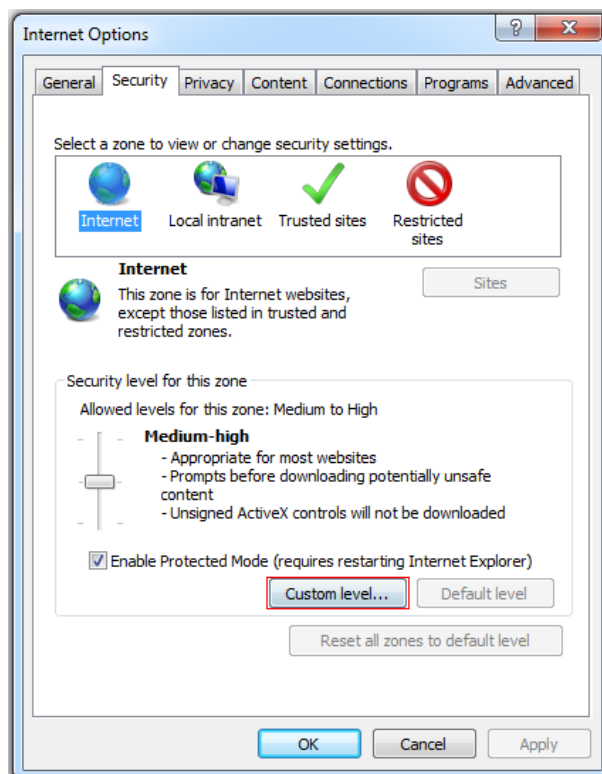 Internet Options
?
General Security Privacy Content Connections Programs Advanced
Select a zone to view or change security settings.
Internet Local intranet Trusted sites Restricted
sites
Internet
This zone is for Internet websites,
except those listed in trusted and
restricted zones.
Sites
Security level for this zone
Allowed levels for this zone: Medium to High
Medium-high
- Appropriate for most websites
- Prompts before downloading potentially unsafe
content
- Unsigned ActiveX controls will not be downloaded
Enable Protected Mode (requires restarting Internet Explorer)
Custom level... Default level
Reset all zones to default level
OK Cancel Apply